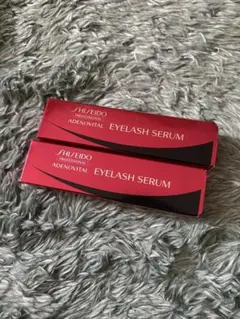 SHISEIDO
PROFESSIONAL
ADENOVITAL EYELASH SERUM
SHISEIDO
PROFESSIONAL
ADENOVITAL EYELASH SERUM